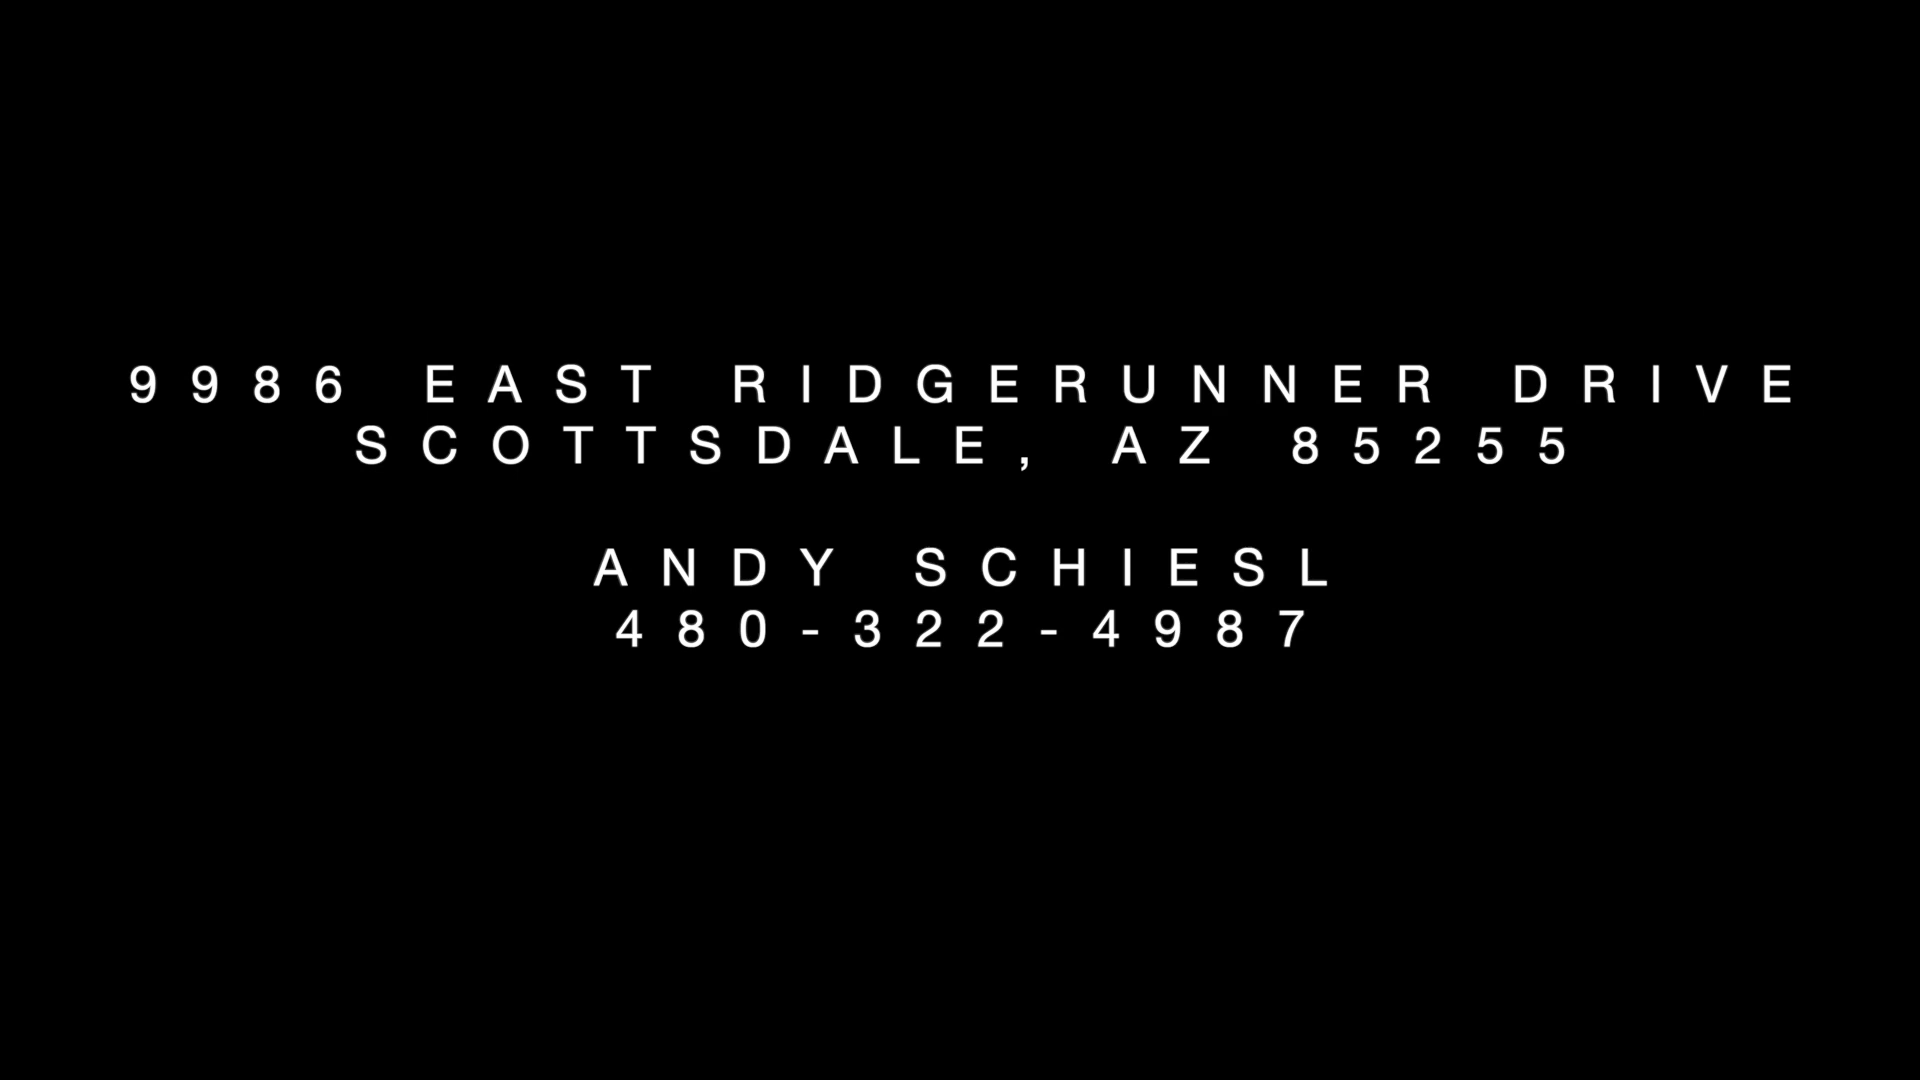 9986 EAST RIDGERUNNER DRIVE
SCOTTSDALE, AZ 85255
ANDY SCHIESL
480-322-4987